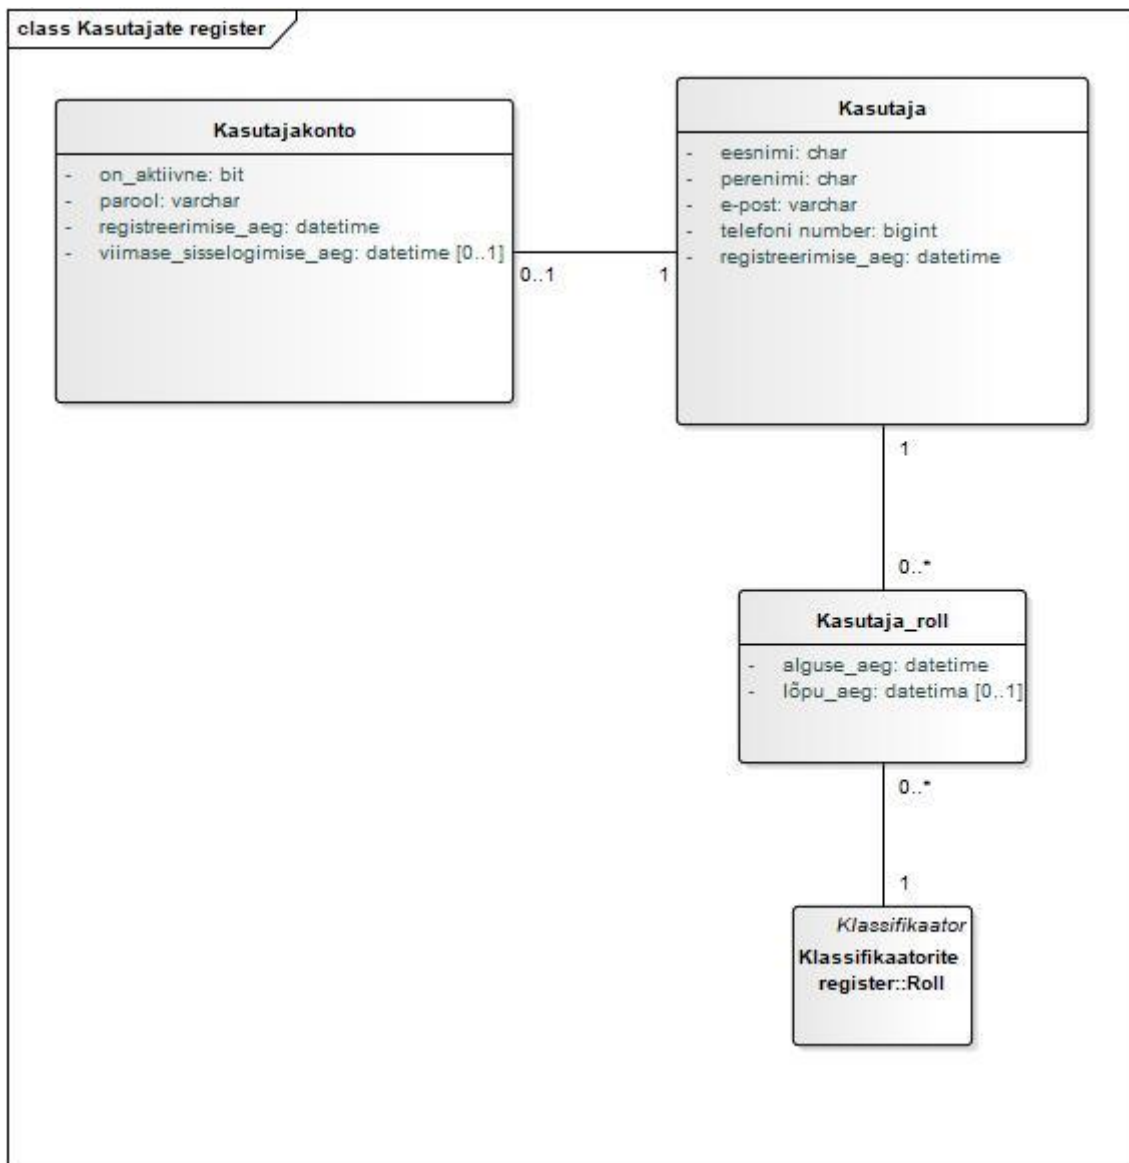 class Kasutajate register
Kasutajakonto
- on_aktiivne: bit
- parool: varchar
- registreerimise_aeg: datetime
- viimase_sisselogimise_aeg: datetime [0..1]
Kasutaja
- eesnimi: char
- perenimi: char
- e-post: varchar
- telefoni number: bigint
- registreerimise_aeg: datetime
0..1
1
1
0..*
Kasutaja_roll
- alguse_aeg: datetime
- lõpu_aeg: datetima [0..1]
0..*
1
Klassifikaator
Klassifikaatorite
register::Roll